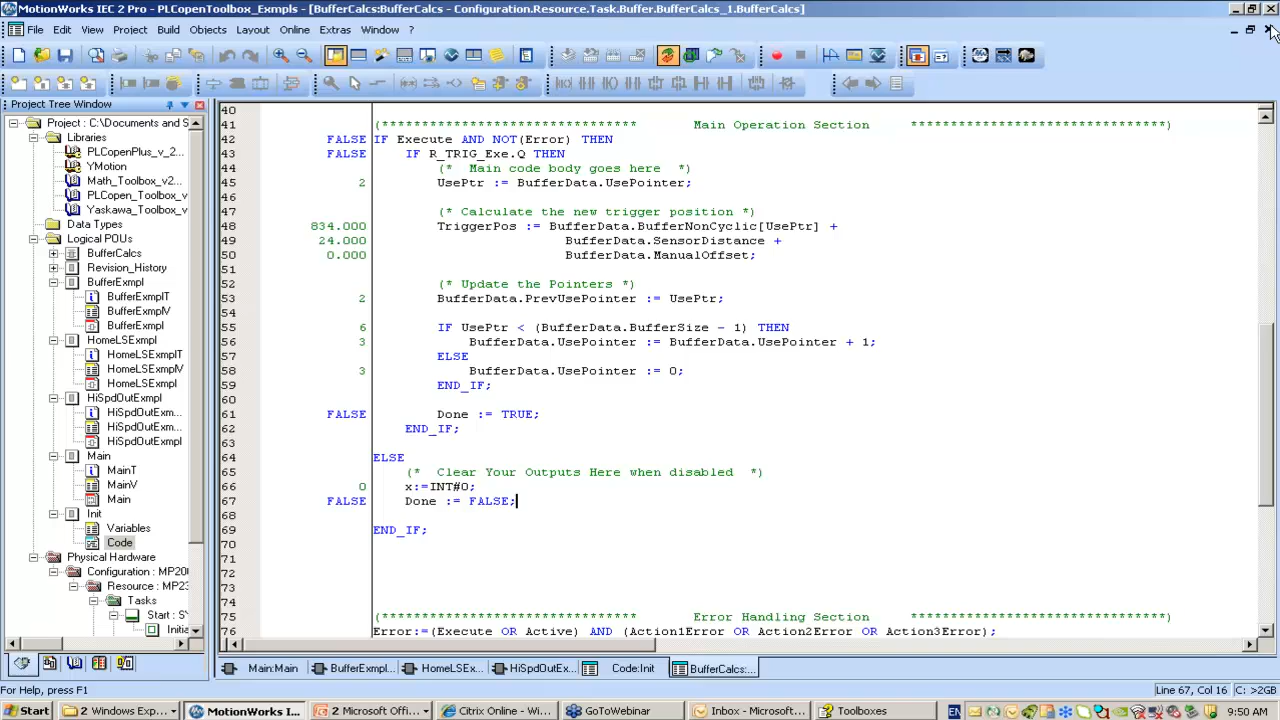 MotionWorks IEC 2 Pro - PLCopenToolbox_Exmpls - [BufferCalcs:BufferCalcs - Configuration.Resource.Task.Buffer.BufferCalcs_1.BufferCalcs]
File Edit View Project Build Objects Layout Online Extras Window ?
Project Tree Window
Project : C:\Documents and S
Libraries
PLCopenPlus_v_2...
YMotion
Math_Toolbox_v2...
PLCopen_Toolbox_v
Yaskawa_Toolbox_v
Data Types
Logical POUs
BufferCalcs
Revision_History
BufferExmpl
BufferExmplT
BufferExmplV
BufferExmpl
HomeLSExmpl
HomeLSExmplT
HomeLSExmplV
HomeLSExmpl
HiSpdOutExmpl
HiSpdOutExm...
HiSpdOutExm...
HiSpdOutExmpl
Main
MainT
MainV
Main
Init
Variables
Code
Physical Hardware
Configuration : MP200
Resource : MP23
Tasks
Start : SY
Initia
40
41 (******************************** Main Operation Section ********************************)
42 FALSE IF Execute AND NOT(Error) THEN
43 FALSE IF R_TRIG_Exe.Q THEN
44 (* Main code body goes here *)
45 2 UsePtr := BufferData.UsePointer;
46
47 (* Calculate the new trigger position *)
48 834.000 TriggerPos := BufferData.BufferNonCyclic[UsePtr] +
49 24.000 BufferData.SensorDistance +
50 0.000 BufferData.ManualOffset;
51
52 (* Update the Pointers *)
53 2 BufferData.PrevUsePointer := UsePtr;
54
55 6 IF UsePtr < (BufferData.BufferSize - 1) THEN
56 3 BufferData.UsePointer := BufferData.UsePointer + 1;
57 ELSE
58 3 BufferData.UsePointer := 0;
59 END_IF;
60
61 FALSE Done := TRUE;
62 END_IF;
63
64 ELSE
65 (* Clear Your Outputs Here when disabled *)
66 0 x:=INT#0;
67 FALSE Done := FALSE;
68
69 END_IF;
70
71
72
73
74
75 (******************************** Error Handling Section ********************************)
76 Error:=(Execute OR Active) AND (Action1Error OR Action2Error OR Action3Error);
Main:Main BufferExmpl... HomeLSEx... HiSpdOutEx... Code:Init BufferCalcs:...
For Help, press F1 Line 67, Col 16 C: >2GB
Start 2 Windows Exp... MotionWorks I... 2 Microsoft Offi... Citrix Online - Wi... GoToWebinar Inbox - Microsoft... Toolboxes EN 9:50 AM